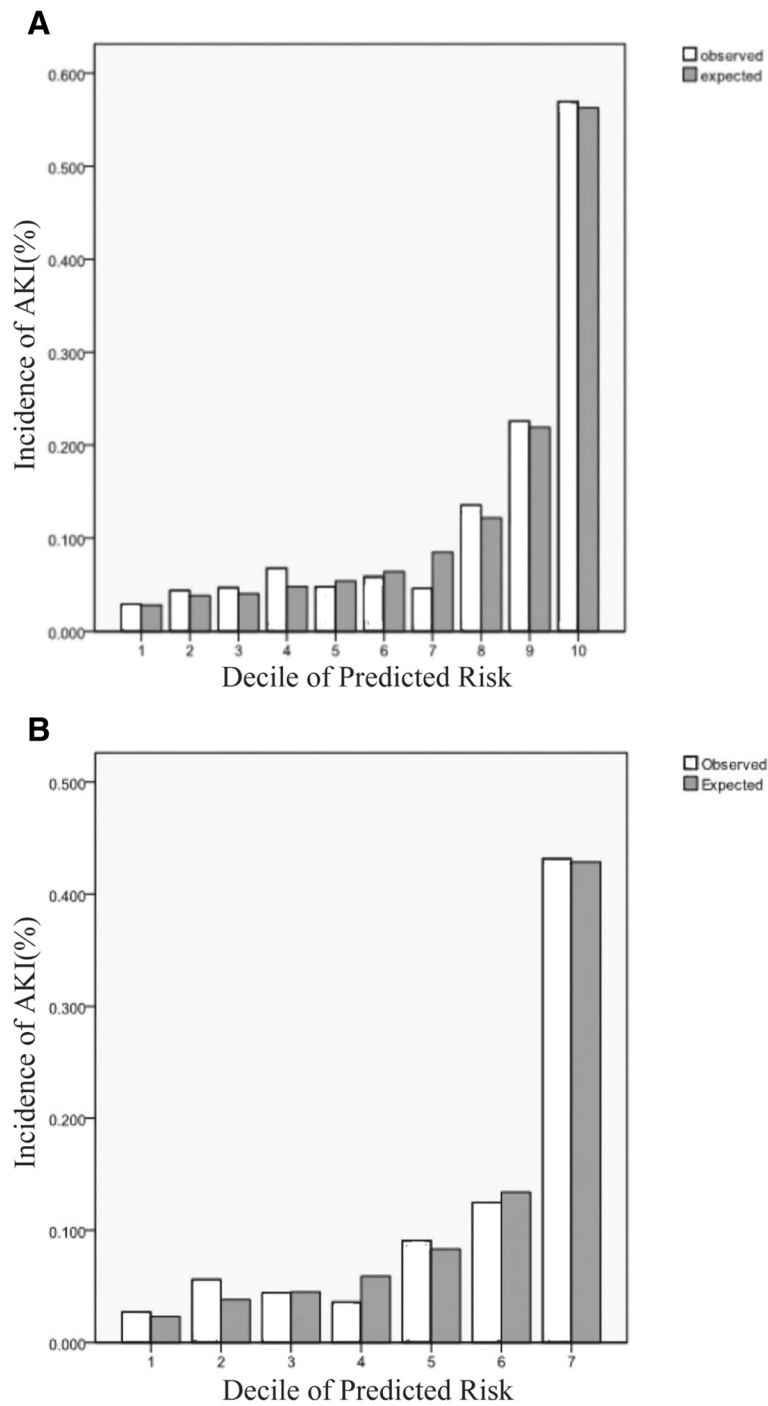 A
observed
expected
0.600
0.500
0.400
0.300
0.200
0.100
0.000
Incidence of AKI(%)
1 2 3 4 5 6 7 8 9 10
Decile of Predicted Risk
B
Observed
Expected
0.500
0.400
0.300
0.200
0.100
0.000
Incidence of AKI(%)
1 2 3 4 5 6 7
Decile of Predicted Risk